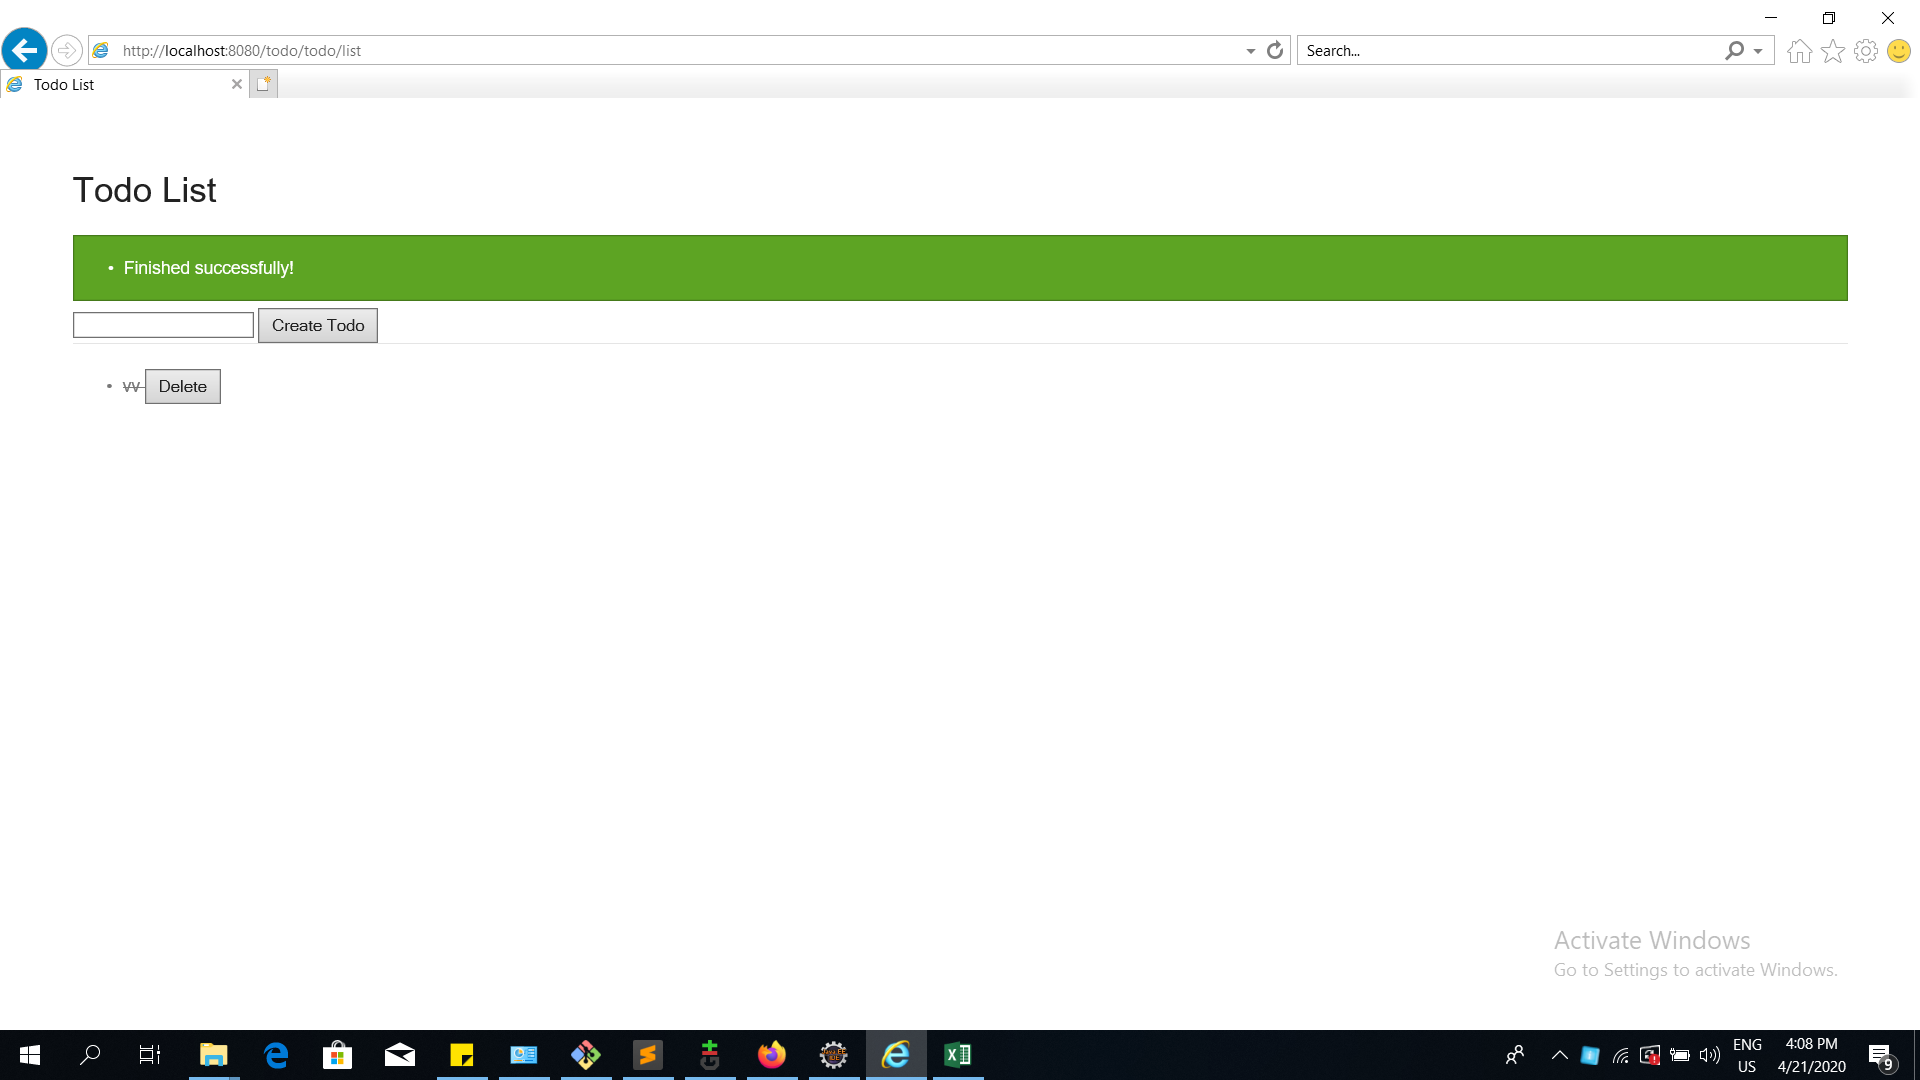 http://localhost:8080/todo/todo/list
Search...
Todo List
Todo List
• Finished successfully!
Create Todo
• vv Delete
Activate Windows
Go to Settings to activate Windows.
ENG
US
4:08 PM
4/21/2020
9